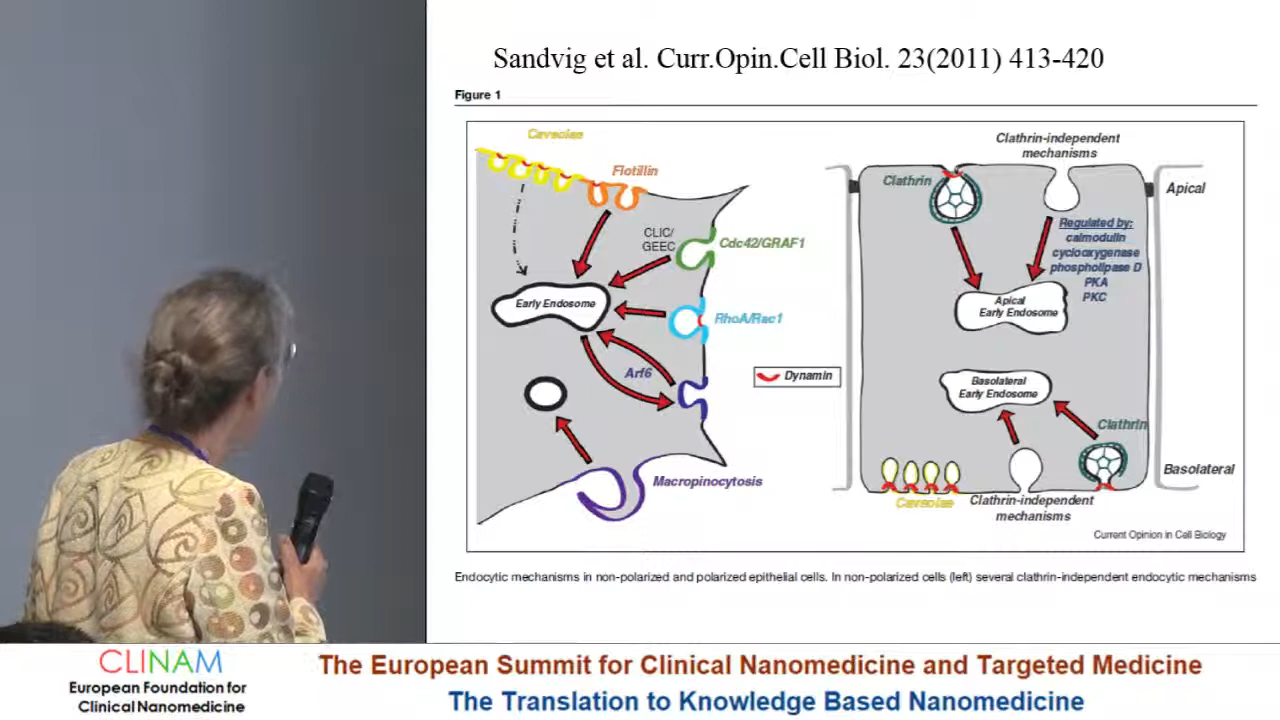 Sandvig et al. Curr.Opin.Cell Biol. 23(2011) 413-420
Figure 1
Caveolae
Flotillin
CLIC/
GEEC
Cdc42/GRAF1
Early Endosome
RhoA/Rac1
Arf6
Macropinocytosis
Dynamin
Clathrin-independent
mechanisms
Clathrin
Apical
Regulated by:
calmodulin
cyclooxygenase
phospholipase D
PKA
PKC
Apical
Early Endosome
Basolateral
Early Endosome
Clathrin
Basolateral
Caveolae
Clathrin-independent
mechanisms
Current Opinion in Cell Biology
Endocytic mechanisms in non-polarized and polarized epithelial cells. In non-polarized cells (left) several clathrin-independent endocytic mechanisms
CLINAM
European Foundation for
Clinical Nanomedicine
The European Summit for Clinical Nanomedicine and Targeted Medicine
The Translation to Knowledge Based Nanomedicine